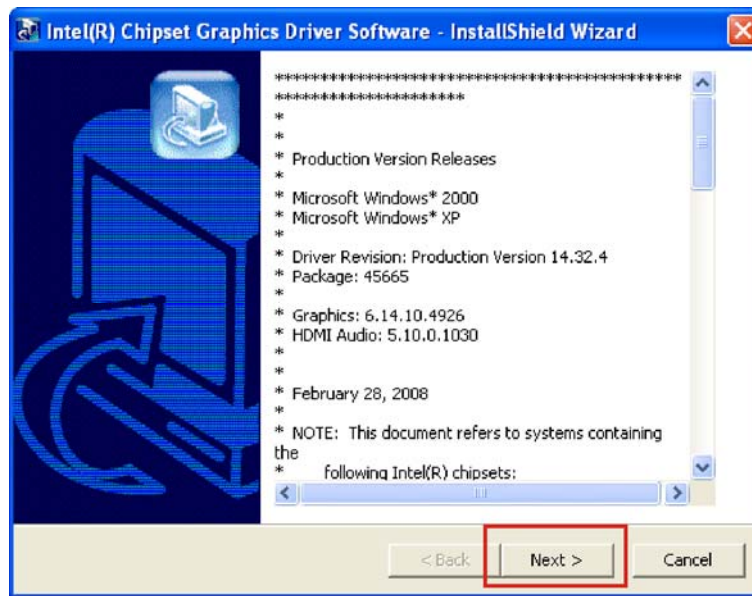 Intel(R) Chipset Graphics Driver Software - InstallShield Wizard
********************************************
*********************
*
*
* Production Version Releases
*
* Microsoft Windows* 2000
* Microsoft Windows* XP
*
* Driver Revision: Production Version 14.32.4
* Package: 45665
*
* Graphics: 6.14.10.4926
* HDMI Audio: 5.10.0.1030
*
*
* February 28, 2008
*
* NOTE: This document refers to systems containing
the
* following Intel(R) chipsets:
< Back Next > Cancel